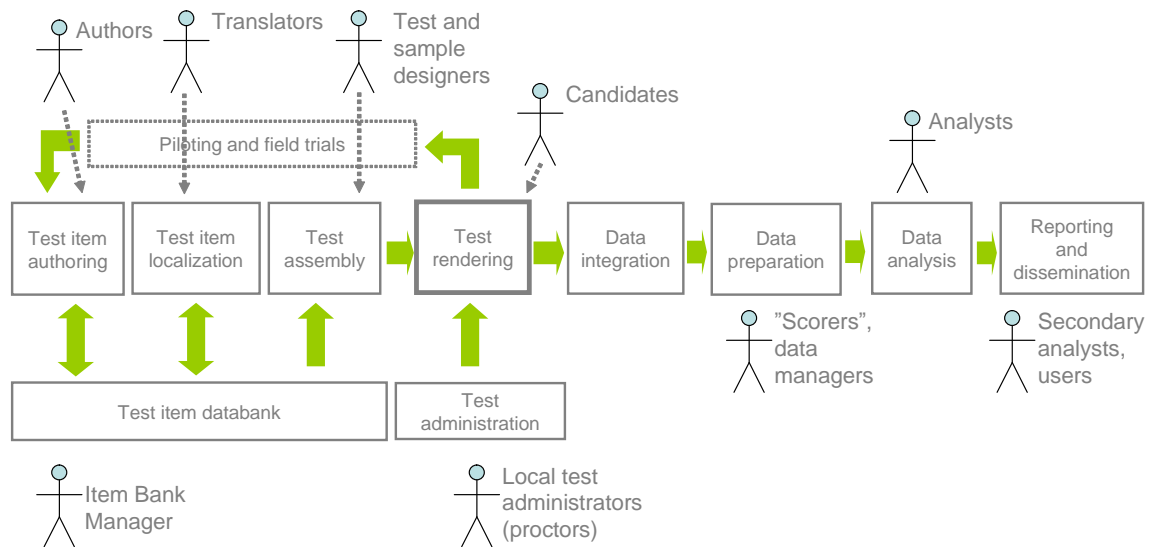 Authors
Translators
Test and
sample
designers
Candidates
Analysts
Piloting and field trials
Test item
authoring
Test item
localization
Test
assembly
Test
rendering
Data
integration
Data
preparation
Data
analysis
Reporting
and
dissemination
”Scorers”,
data
managers
Secondary
analysts,
users
Test item databank
Test
administration
Item Bank
Manager
Local test
administrators
(proctors)